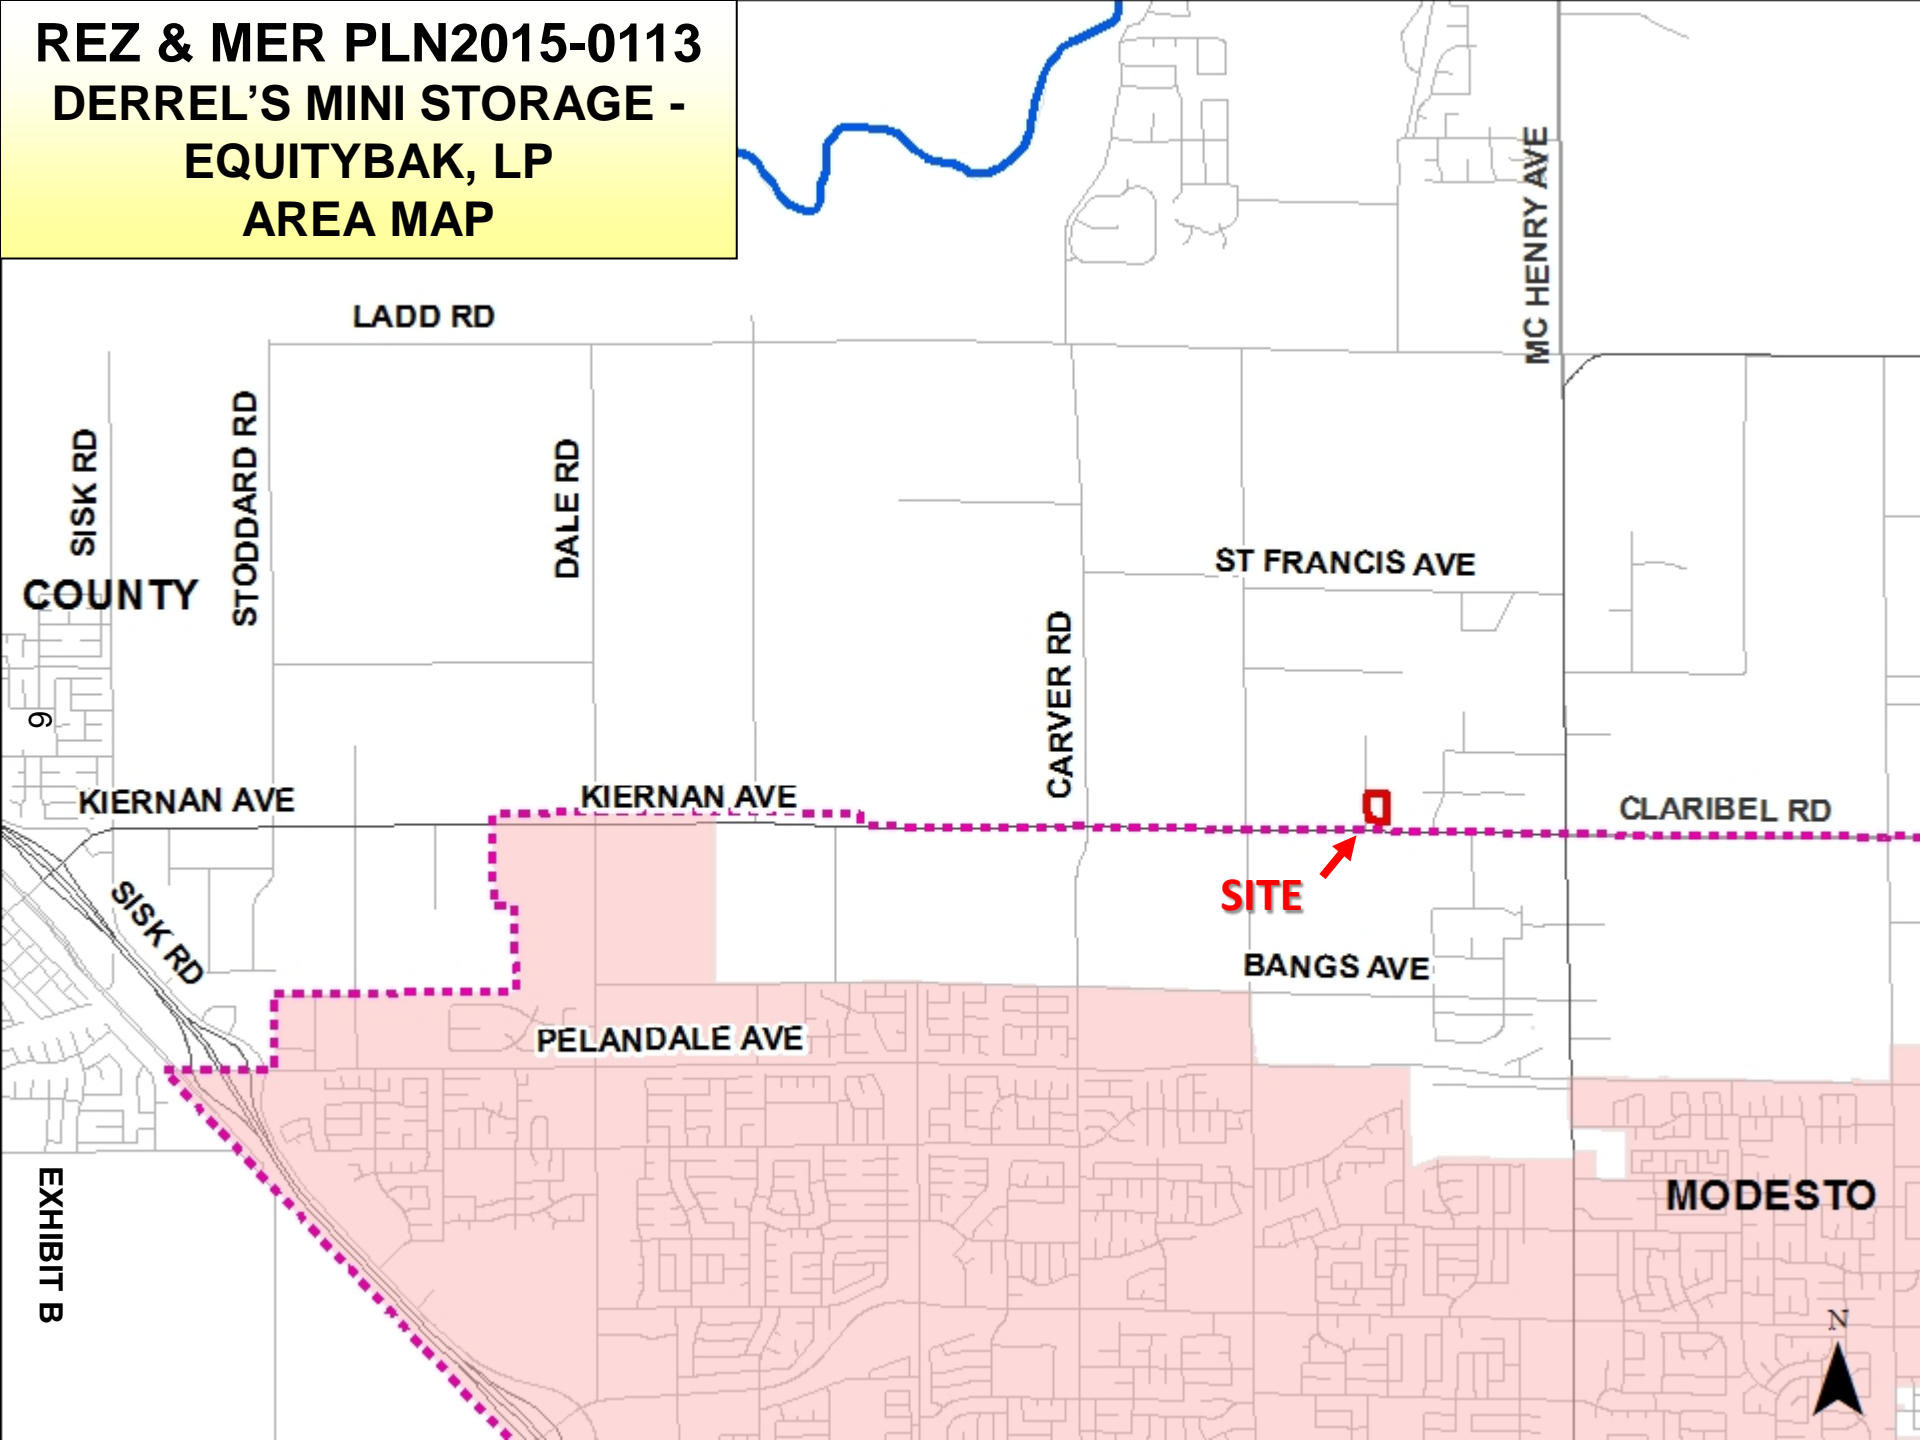 REZ & MER PLN2015-0113
DERREL’S MINI STORAGE -
EQUITYBAK, LP
AREA MAP
MC HENRY AVE
LADD RD
SISK RD
STODDARD RD
DALE RD
COUNTY
ST FRANCIS AVE
CARVER RD
6
KIERNAN AVE
KIERNAN AVE
CLARIBEL RD
SISK RD
SITE
BANGS AVE
PELANDALE AVE
EXHIBIT B
MODESTO
N